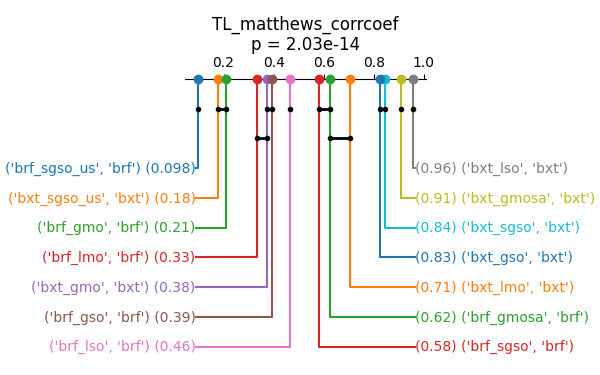 TL_matthews_corrcoef
p = 2.03e-14
0.2 0.4 0.6 0.8 1.0
('brf_sgso_us', 'brf') (0.098)
(0.96) ('bxt_lso', 'bxt')
('bxt_sgso_us', 'bxt') (0.18)
(0.91) ('bxt_gmosa', 'bxt')
('brf_gmo', 'brf') (0.21)
(0.84) ('bxt_sgso', 'bxt')
('brf_lmo', 'brf') (0.33)
(0.83) ('bxt_gso', 'bxt')
('bxt_gmo', 'bxt') (0.38)
(0.71) ('bxt_lmo', 'bxt')
('brf_gso', 'brf') (0.39)
(0.62) ('brf_gmosa', 'brf')
('brf_lso', 'brf') (0.46)
(0.58) ('brf_sgso', 'brf')